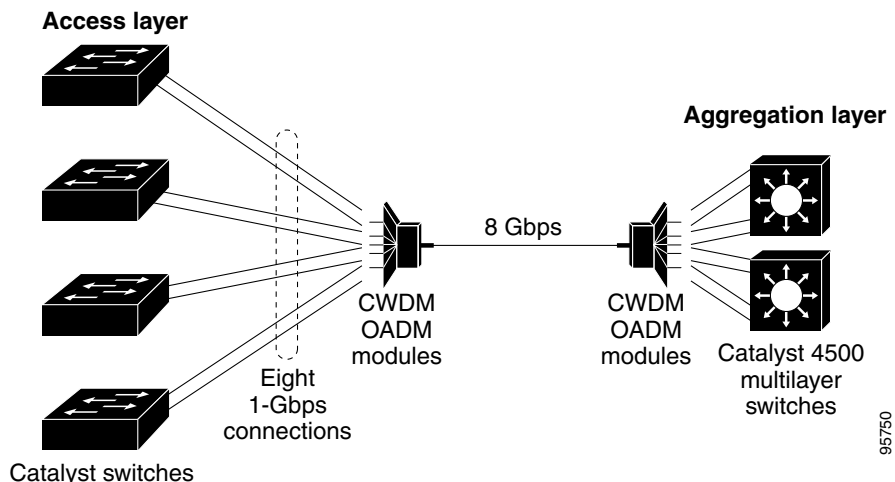 Access layer
Aggregation layer
8 Gbps
CWDM
OADM
modules
CWDM
OADM
modules
Catalyst 4500
multilayer
switches
Eight
1-Gbps
connections
Catalyst switches
95750